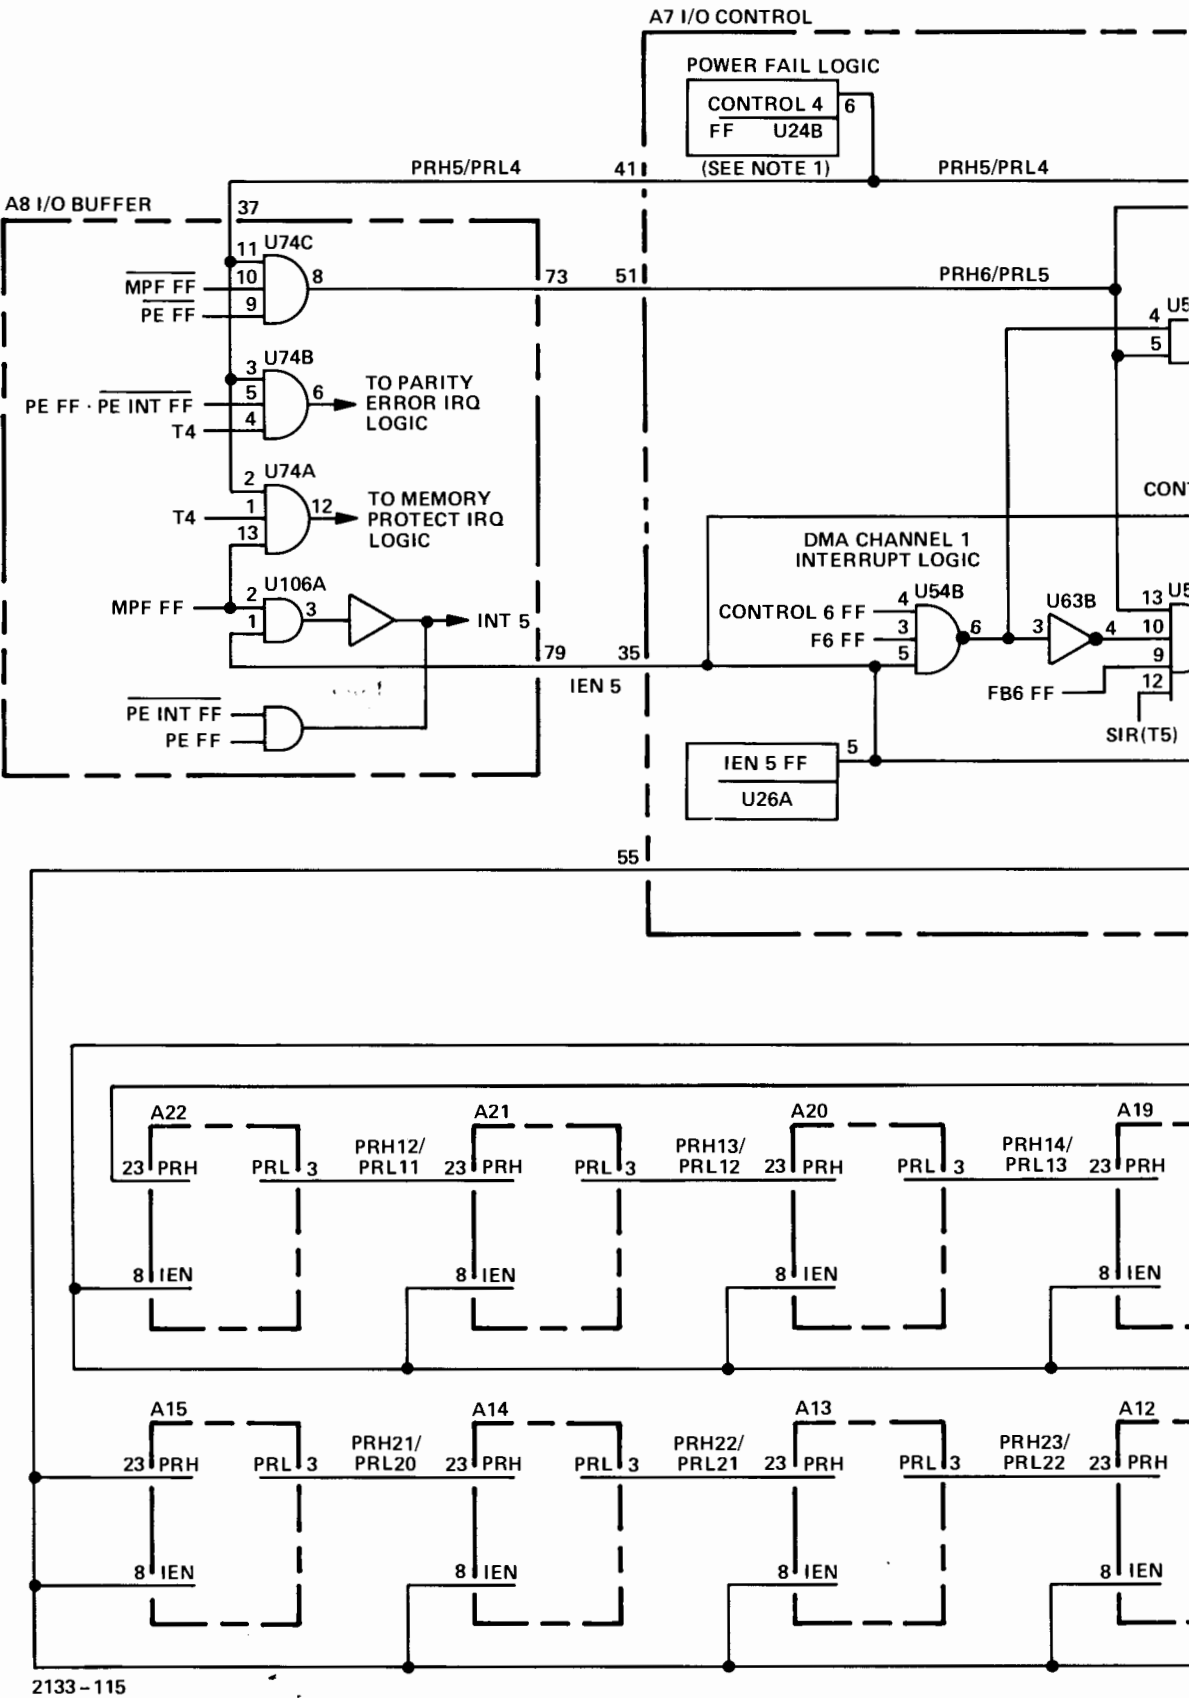 A7 I/O CONTROL
POWER FAIL LOGIC
CONTROL 4 6
FF U24B
(SEE NOTE 1)
PRH5/PRL4 41 PRH5/PRL4
A8 I/O BUFFER 37
11 U74C
MPF FF 10 8 73 51 PRH6/PRL5
PE FF 9
4 U5
5
3 U74B
PE FF · PE INT FF 5 6 TO PARITY
ERROR IRQ
LOGIC
T4 4
2 U74A
T4 1 12 TO MEMORY
PROTECT IRQ
LOGIC
13
CONT
DMA CHANNEL 1
INTERRUPT LOGIC
U106A
MPF FF 2 3 INT 5
1
CONTROL 6 FF 4 U54B
F6 FF 3 6 3 U63B 4
5
13 U5
10
9
12
FB6 FF
SIR(T5)
79 35
IEN 5
PE INT FF
PE FF
IEN 5 FF 5
U26A
55
A22 A21 A20 A19
PRH12/ PRH13/ PRH14/
23 PRH PRL 3 PRL11 23 PRH PRL 3 PRL12 23 PRH PRL 3 PRL13 23 PRH
8 IEN 8 IEN 8 IEN 8 IEN
A15 A14 A13 A12
PRH21/ PRH22/ PRH23/
23 PRH PRL 3 PRL20 23 PRH PRL 3 PRL21 23 PRH PRL 3 PRL22 23 PRH
8 IEN 8 IEN 8 IEN 8 IEN
2133-115